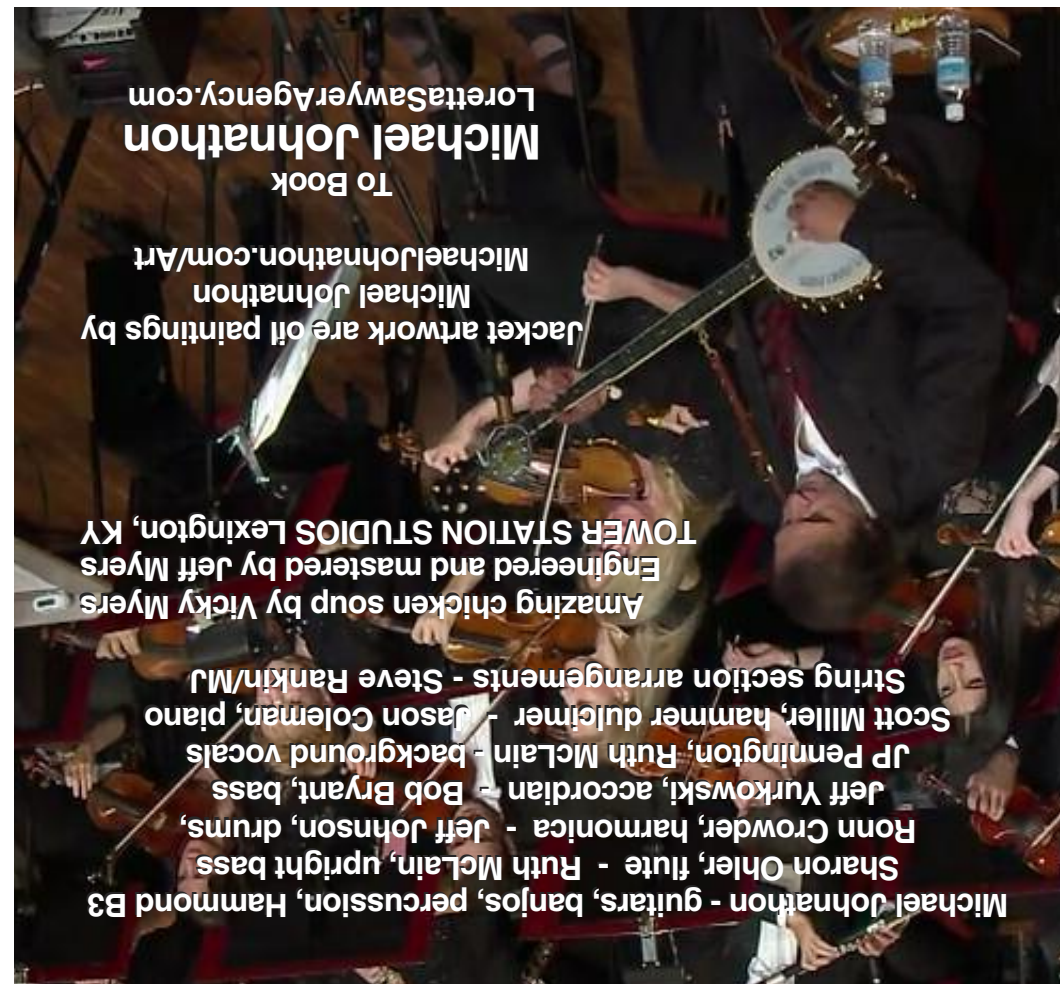 Michael Johnathon - guitars, banjos, percussion, Hammond B3
Sharon Ohler, flute - Ruth McLain, upright bass
Ronn Crowder, harmonica - Jeff Johnson, drums,
Jeff Yurkowski, accordian - Bob Bryant, bass
JP Pennington, Ruth McLain - background vocals
Scott Miller, hammer dulcimer - Jason Coleman, piano
String section arrangements - Steve Rankin/MJ
Amazing chicken soup by Vicky Myers
Engineered and mastered by Jeff Myers
TOWER STATION STUDIOS Lexington, KY
Jacket artwork are oil paintings by
Michael Johnathon
MichaelJohnathon.com/Art
To Book
Michael Johnathon
LorettaSawyerAgency.com